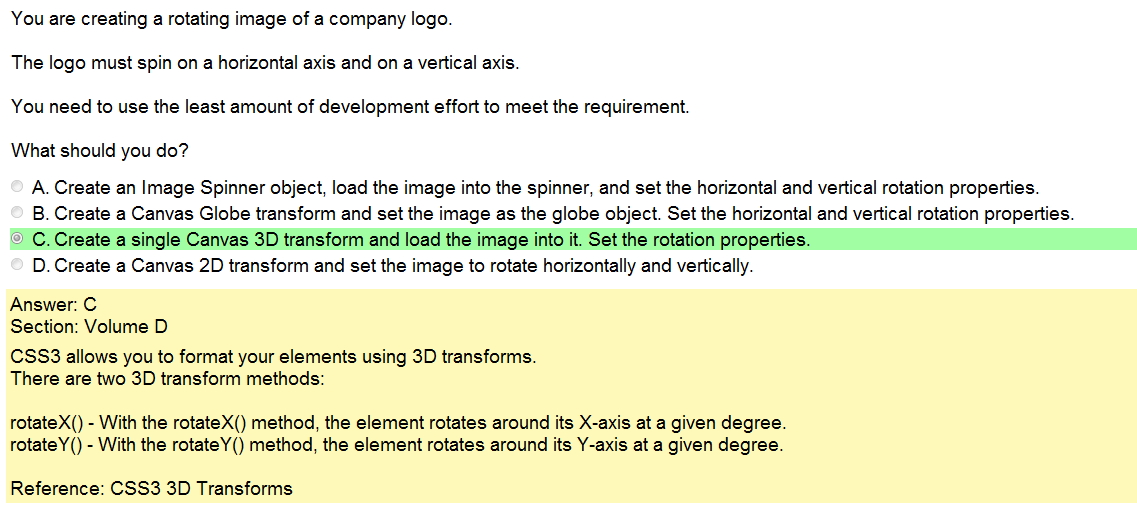 You are creating a rotating image of a company logo.
The logo must spin on a horizontal axis and on a vertical axis.
You need to use the least amount of development effort to meet the requirement.
What should you do?
A. Create an Image Spinner object, load the image into the spinner, and set the horizontal and vertical rotation properties.
B. Create a Canvas Globe transform and set the image as the globe object. Set the horizontal and vertical rotation properties.
C. Create a single Canvas 3D transform and load the image into it. Set the rotation properties.
D. Create a Canvas 2D transform and set the image to rotate horizontally and vertically.
Answer: C
Section: Volume D
CSS3 allows you to format your elements using 3D transforms.
There are two 3D transform methods:
rotateX() - With the rotateX() method, the element rotates around its X-axis at a given degree.
rotateY() - With the rotateY() method, the element rotates around its Y-axis at a given degree.
Reference: CSS3 3D Transforms